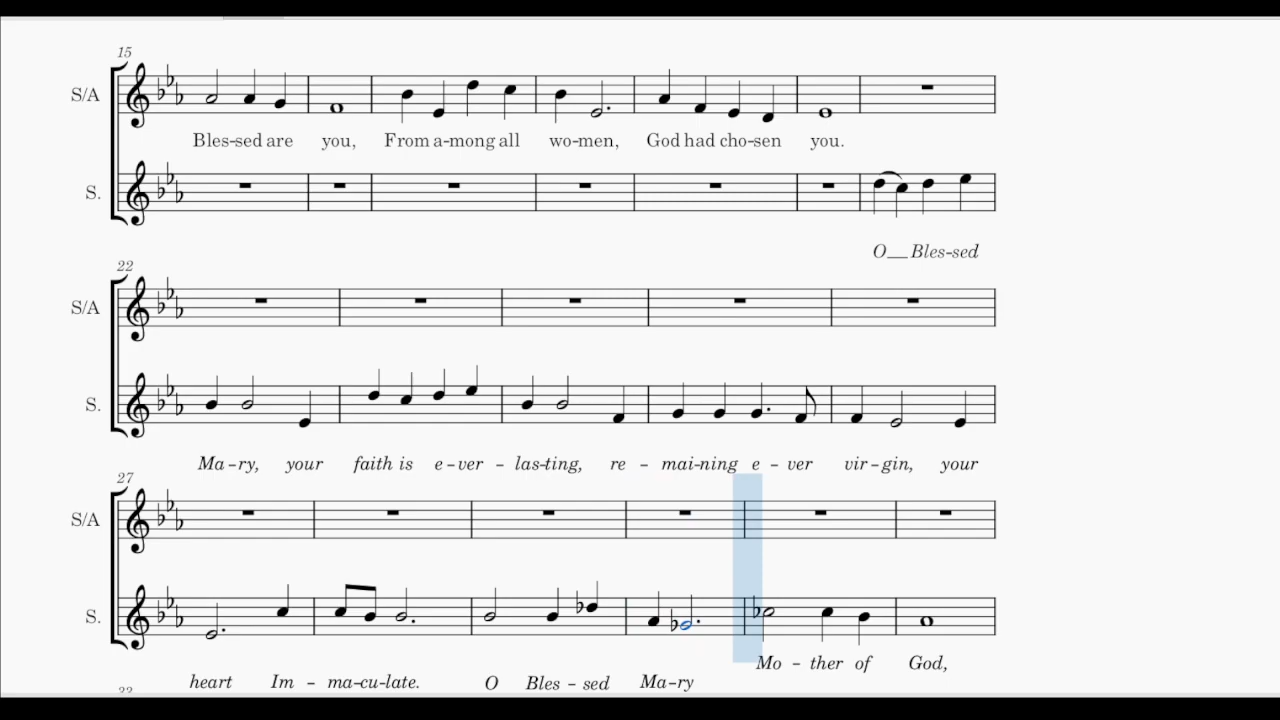 15
S/A
Bles-sed are you, From a-mong all wo-men, God had cho-sen you.
S.
O__ Bles-sed
22
S/A
S.
Ma-ry, your faith is e-ver - las-ting, re - mai-ning e - ver vir-gin, your
27
S/A
S.
Mo - ther of God,
heart Im - ma-cu-late. O Bles - sed Ma-ry